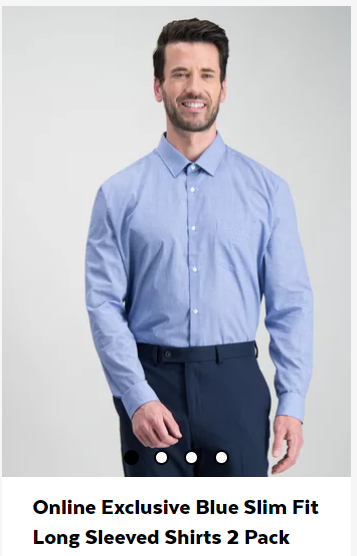 Online Exclusive Blue Slim Fit
Long Sleeved Shirts 2 Pack